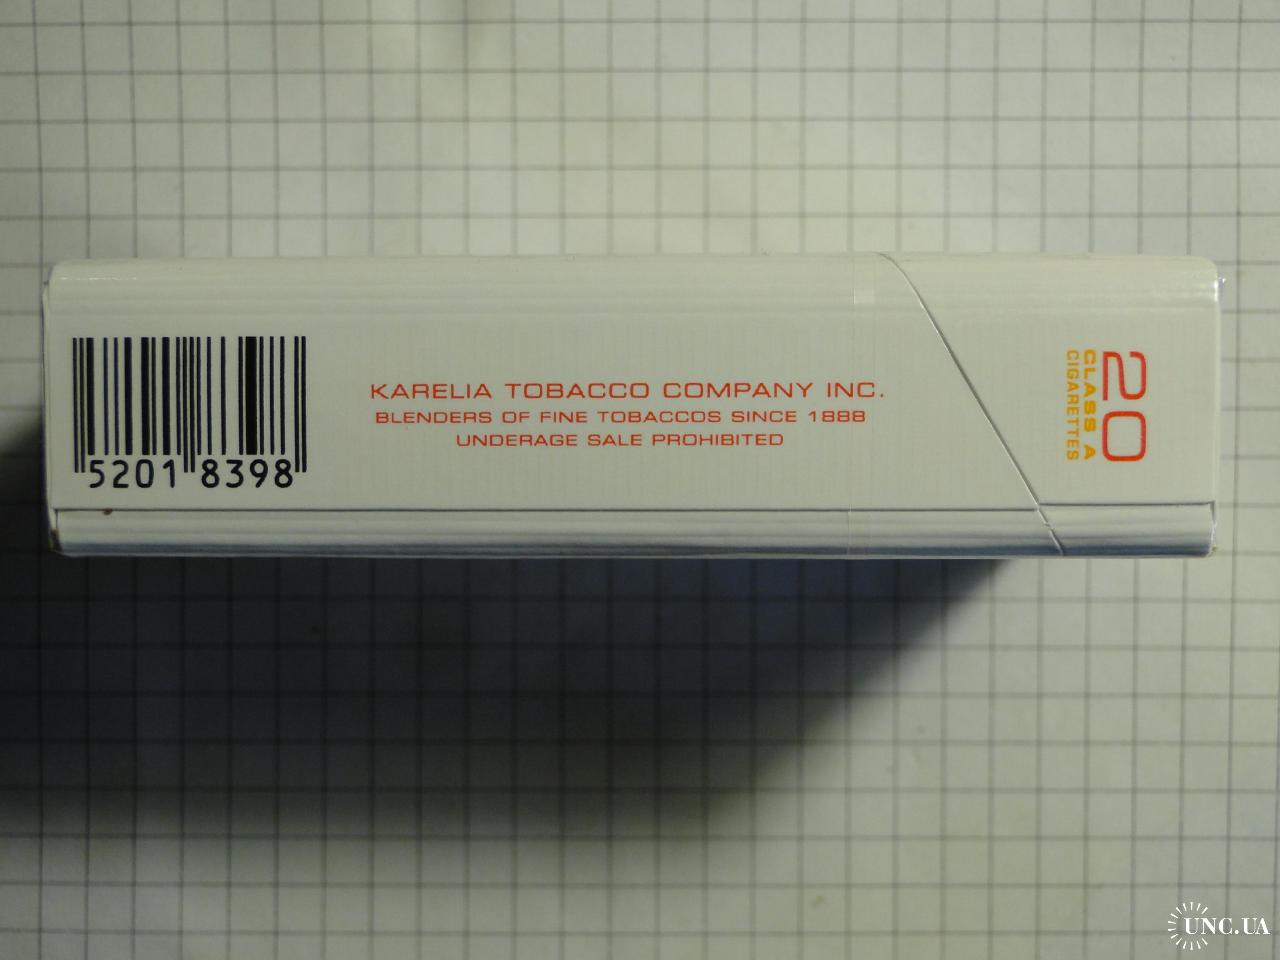 KARELIA TOBACCO COMPANY INC.
BLENDERS OF FINE TOBACCOS SINCE 1888
UNDERAGE SALE PROHIBITED
5201 8398
20
CLASS A
CIGARETTES
UNC.UA